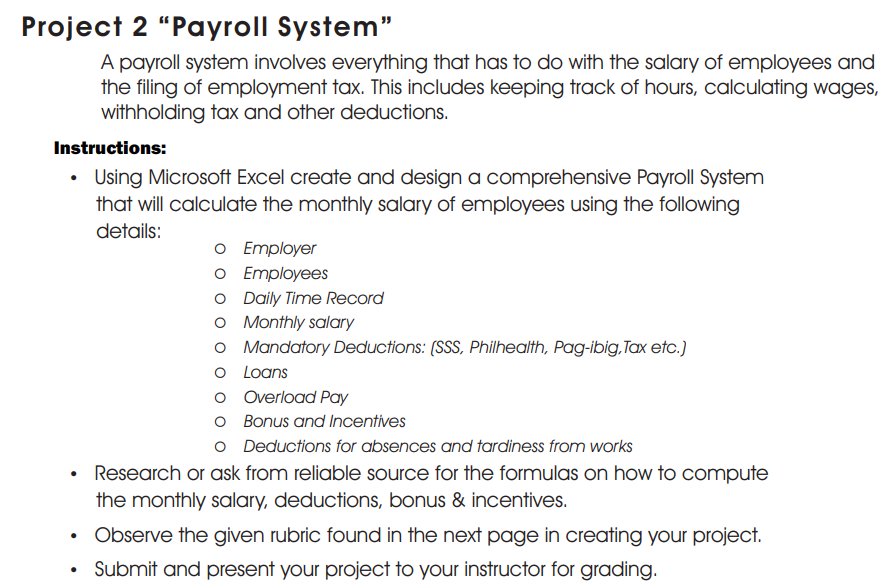 Project 2 “Payroll System”
A payroll system involves everything that has to do with the salary of employees and
the filing of employment tax. This includes keeping track of hours, calculating wages,
withholding tax and other deductions.
Instructions:
• Using Microsoft Excel create and design a comprehensive Payroll System
that will calculate the monthly salary of employees using the following
details:
o Employer
o Employees
o Daily Time Record
o Monthly salary
o Mandatory Deductions: (SSS, Philhealth, Pag-ibig,Tax etc.)
o Loans
o Overload Pay
o Bonus and Incentives
o Deductions for absences and tardiness from works
• Research or ask from reliable source for the formulas on how to compute
the monthly salary, deductions, bonus & incentives.
• Observe the given rubric found in the next page in creating your project.
• Submit and present your project to your instructor for grading.